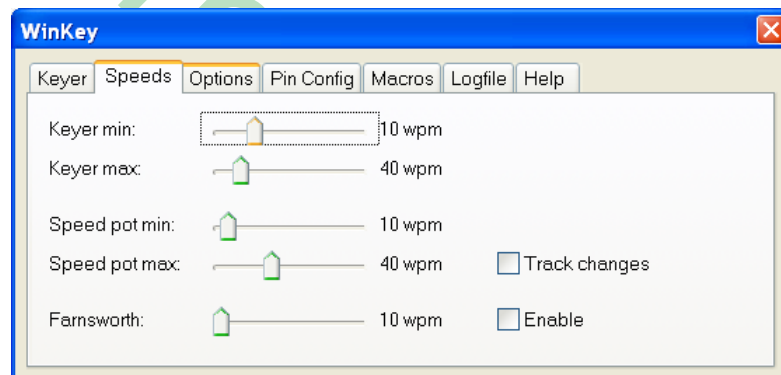 WinKey
Keyer Speeds Options Pin Config Macros Logfile Help
Keyer min: 10 wpm
Keyer max: 40 wpm
Speed pot min: 10 wpm
Speed pot max: 40 wpm Track changes
Farnsworth: 10 wpm Enable